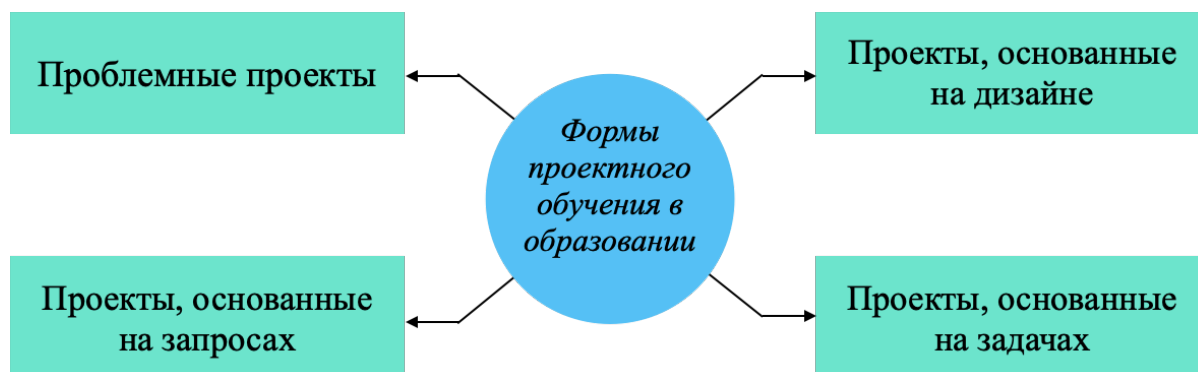 Проблемные проекты
Проекты, основанные
на дизайне
Формы
проектного
обучения в
образовании
Проекты, основанные
на запросах
Проекты, основанные
на задачах